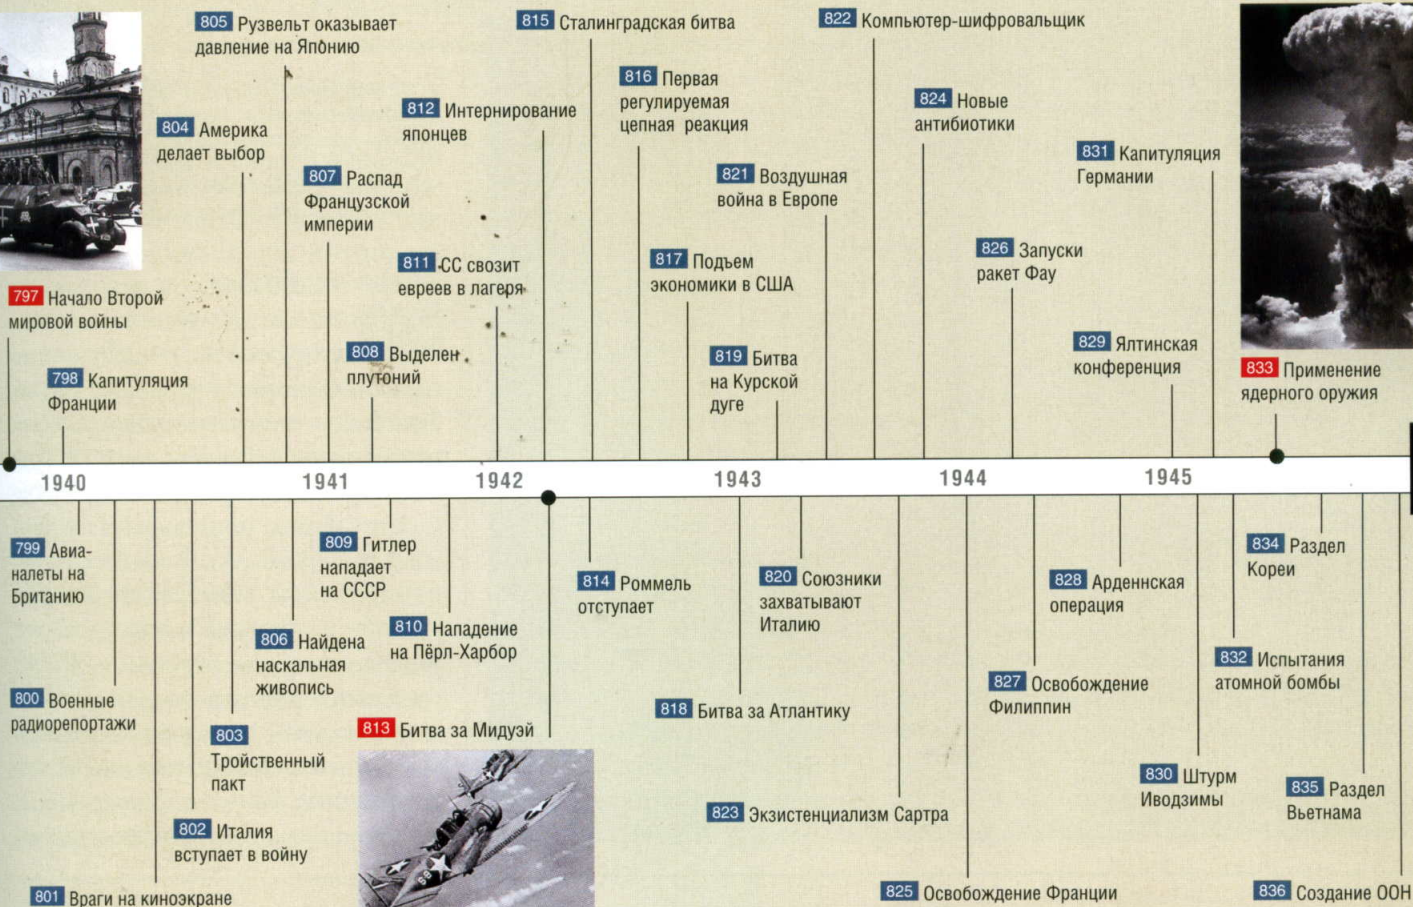 805 Рузвельт оказывает
давление на Японию
815 Сталинградская битва
822 Компьютер-шифровальщик
816 Первая
регулируемая
цепная реакция
812 Интернирование
японцев
824 Новые
антибиотики
804 Америка
делает выбор
831 Капитуляция
Германии
807 Распад
Французской
империи
821 Воздушная
война в Европе
826 Запуски
ракет Фау
811 СС свозит
евреев в лагеря
817 Подъем
экономики в США
797 Начало Второй
мировой войны
829 Ялтинская
конференция
808 Выделен
плутоний
819 Битва
на Курской
дуге
798 Капитуляция
Франции
833 Применение
ядерного оружия
1940 1941 1942 1943 1944 1945
799 Авиа-
налеты на
Британию
809 Гитлер
нападает
на СССР
834 Раздел
Кореи
814 Роммель
отступает
820 Союзники
захватывают
Италию
828 Арденнская
операция
806 Найдена
наскальная
живопись
810 Нападение
на Пёрл-Харбор
832 Испытания
атомной бомбы
800 Военные
радиорепортажи
827 Освобождение
Филиппин
818 Битва за Атлантику
803
Тройственный
пакт
813 Битва за Мидуэй
830 Штурм
Иводзимы
835 Раздел
Вьетнама
823 Экзистенциализм Сартра
802 Италия
вступает в войну
801 Враги на киноэкране
825 Освобождение Франции
836 Создание ООН